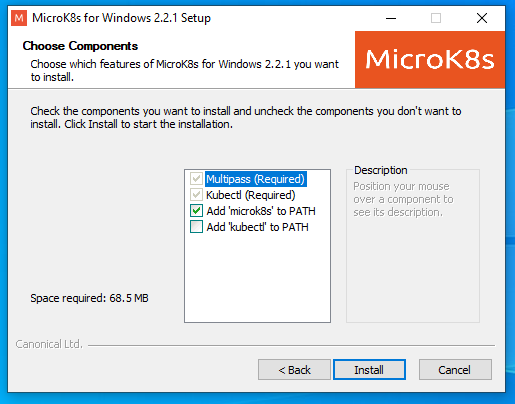 M MicroK8s for Windows 2.2.1 Setup
Choose Components
Choose which features of MicroK8s for Windows 2.2.1 you want
to install.
MicroK8s
Check the components you want to install and uncheck the components you don't want to
install. Click Install to start the installation.
Multipass (Required)
Kubectl (Required)
Add 'microk8s' to PATH
Add 'kubectl' to PATH
Description
Position your mouse
over a component to
see its description.
Space required: 68.5 MB
Canonical Ltd.
< Back
Install
Cancel